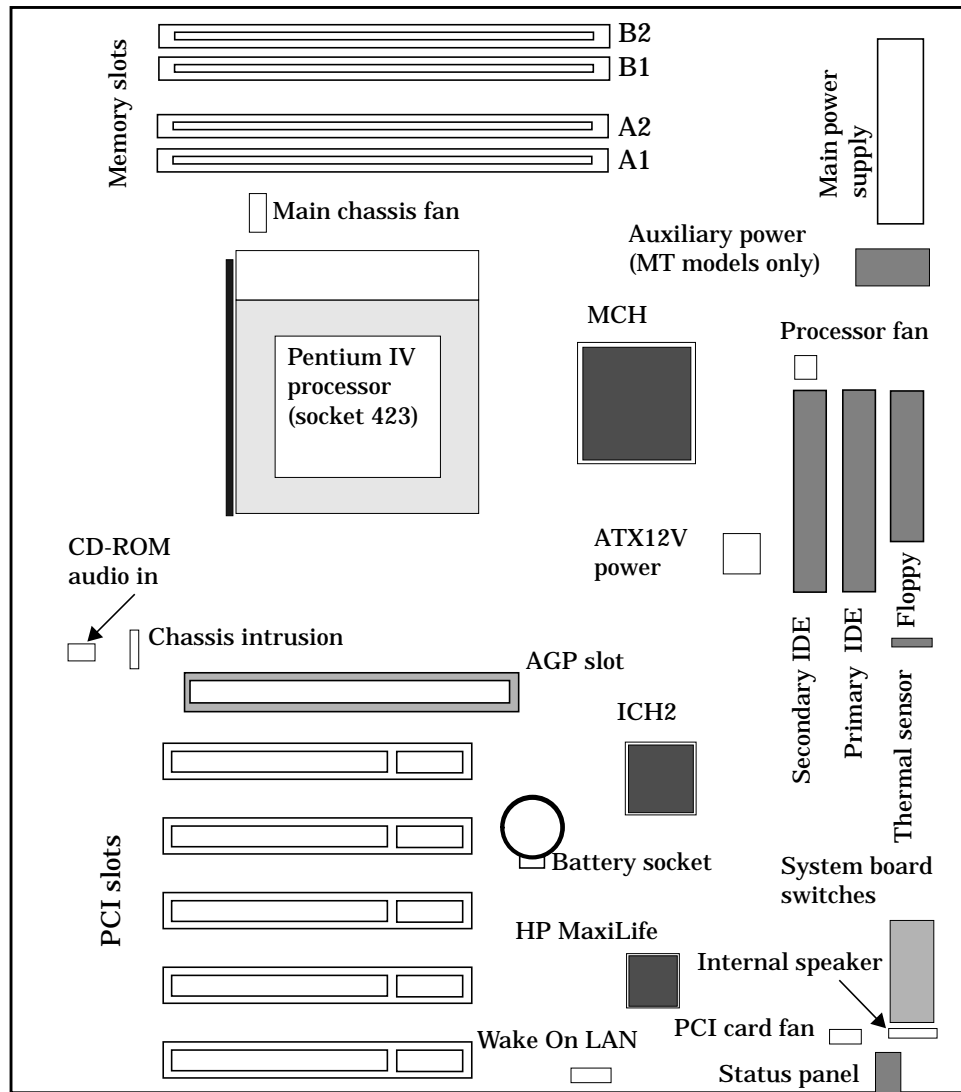 B2
B1
A2
A1
Memory slots
Main power
supply
Main chassis fan
Auxiliary power
(MT models only)
MCH
Processor fan
Pentium IV
processor
(socket 423)
ATX12V
power
CD-ROM
audio in
Chassis intrusion
AGP slot
Secondary IDE
Primary IDE
Floppy
Thermal sensor
ICH2
PCI slots
Battery socket
System board
switches
HP MaxiLife
Internal speaker
PCI card fan
Wake On LAN
Status panel